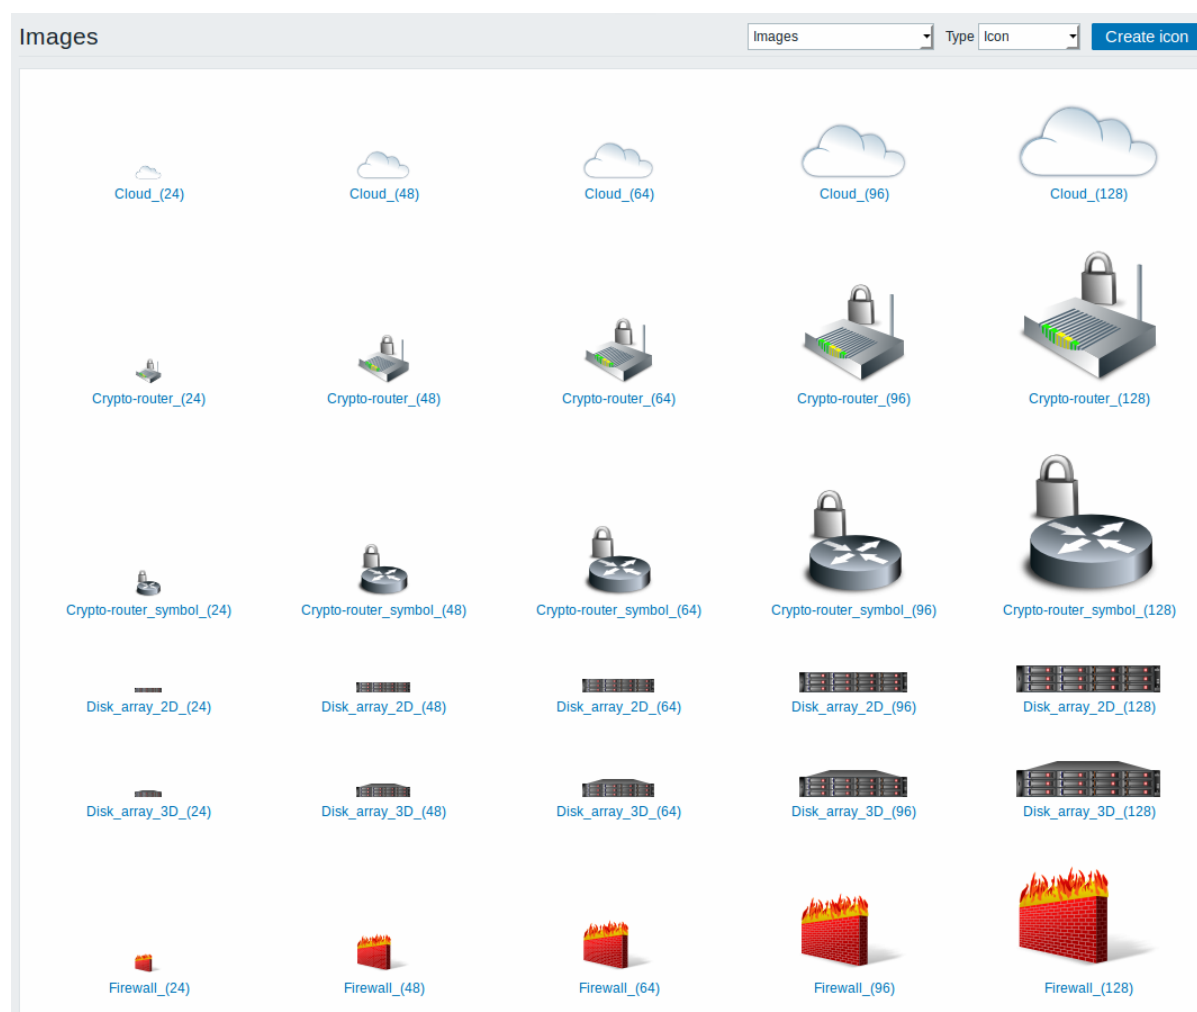 Images Images Type Icon Create icon
Cloud_(24) Cloud_(48) Cloud_(64) Cloud_(96) Cloud_(128)
Crypto-router_(24) Crypto-router_(48) Crypto-router_(64) Crypto-router_(96) Crypto-router_(128)
Crypto-router_symbol_(24) Crypto-router_symbol_(48) Crypto-router_symbol_(64) Crypto-router_symbol_(96) Crypto-router_symbol_(128)
Disk_array_2D_(24) Disk_array_2D_(48) Disk_array_2D_(64) Disk_array_2D_(96) Disk_array_2D_(128)
Disk_array_3D_(24) Disk_array_3D_(48) Disk_array_3D_(64) Disk_array_3D_(96) Disk_array_3D_(128)
Firewall_(24) Firewall_(48) Firewall_(64) Firewall_(96) Firewall_(128)